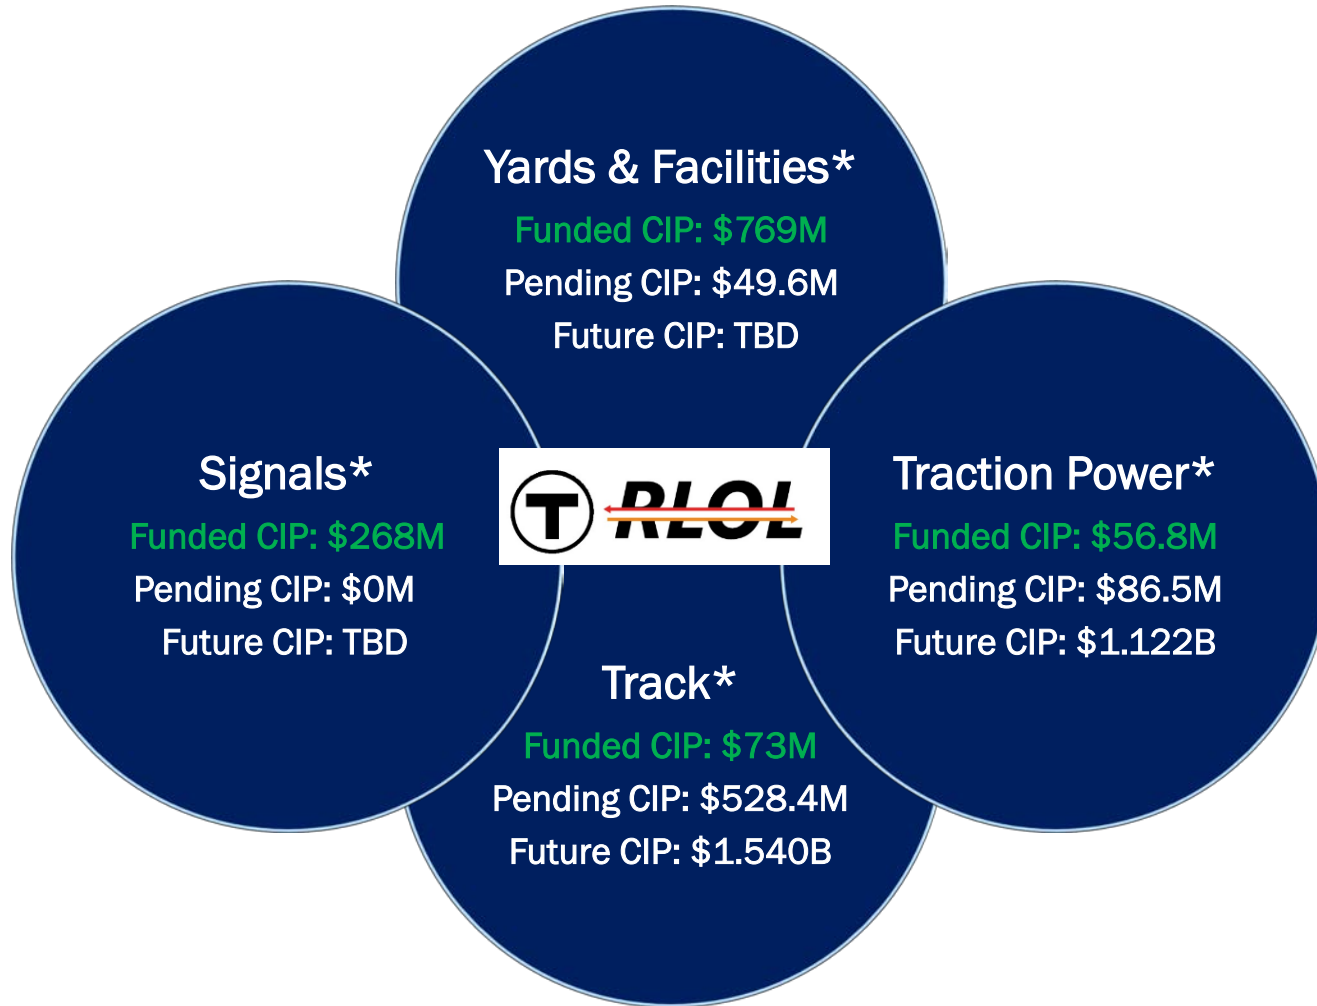 Yards & Facilities*
Funded CIP: $769M
Pending CIP: $49.6M
Future CIP: TBD
Signals*
Funded CIP: $268M
Pending CIP: $0M
Future CIP: TBD
T RLOL
Traction Power*
Funded CIP: $56.8M
Pending CIP: $86.5M
Future CIP: $1.122B
Track*
Funded CIP: $73M
Pending CIP: $528.4M
Future CIP: $1.540B